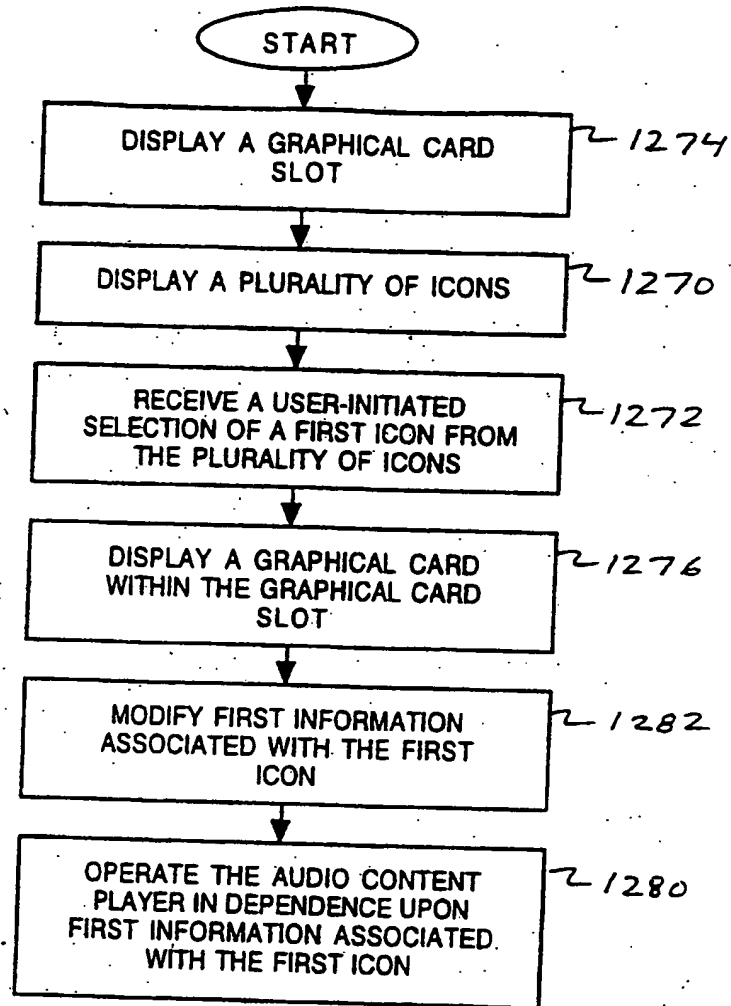 START
DISPLAY A GRAPHICAL CARD
SLOT
1274
DISPLAY A PLURALITY OF ICONS
1270
RECEIVE A USER-INITIATED
SELECTION OF A FIRST ICON FROM
THE PLURALITY OF ICONS
1272
DISPLAY A GRAPHICAL CARD
WITHIN THE GRAPHICAL CARD
SLOT
1276
MODIFY FIRST INFORMATION
ASSOCIATED WITH THE FIRST
ICON
1282
OPERATE THE AUDIO CONTENT
PLAYER IN DEPENDENCE UPON
FIRST INFORMATION ASSOCIATED
WITH THE FIRST ICON
1280